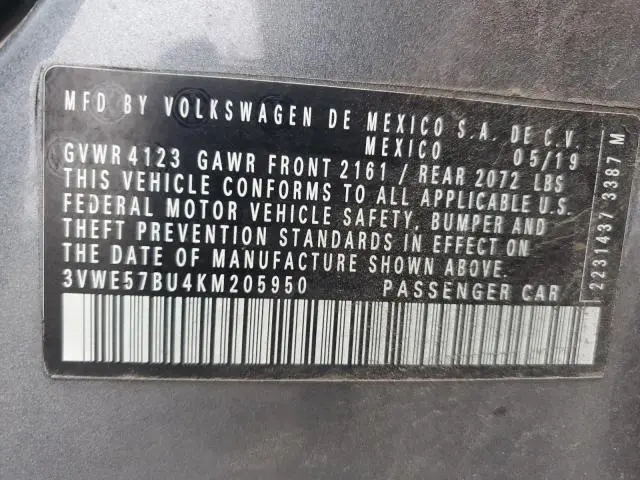 MFD BY VOLKSWAGEN DE MEXICO S.A. DE C.V.
MEXICO 05/19
GVWR 4123 GAWR FRONT 2161 / REAR 2072 LBS
THIS VEHICLE CONFORMS TO ALL APPLICABLE U.S.
FEDERAL MOTOR VEHICLE SAFETY, BUMPER AND
THEFT PREVENTION STANDARDS IN EFFECT ON
THE DATE OF MANUFACTURE SHOWN ABOVE.
3VWE57BU4KM205950 PASSENGER CAR
2231437 3387 M